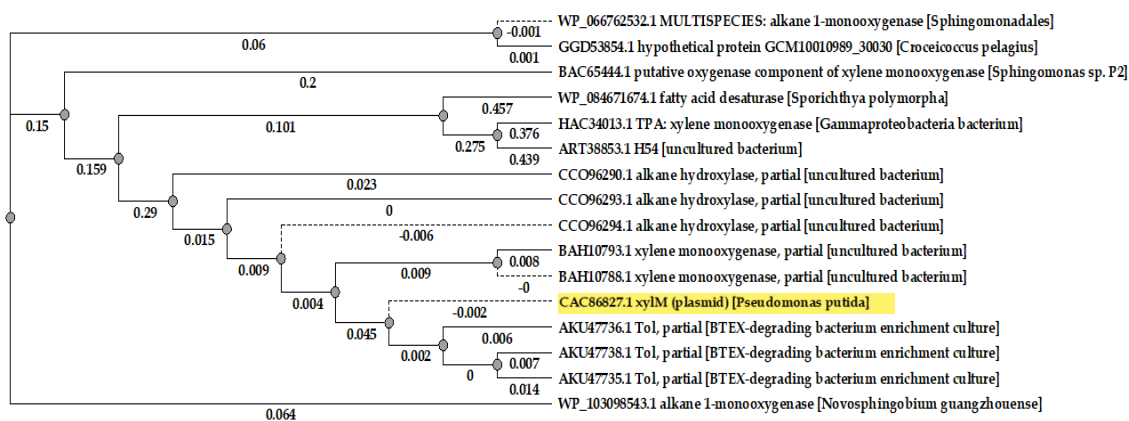 WP_066762532.1 MULTISPECIES: alkane 1-monooxygenase [Sphingomonadales]
-0.001
0.06
GGD53854.1 hypothetical protein GCM10010989_30030 [Croceicoccus pelagius]
0.001
BAC65444.1 putative oxygenase component of xylene monooxygenase [Sphingomonas sp. P2]
0.2
WP_084671674.1 fatty acid desaturase [Sporichthya polymorpha]
0.457
0.15
0.101
HAC34013.1 TPA: xylene monooxygenase [Gammaproteobacteria bacterium]
0.376
0.275
ART38853.1 H54 [uncultured bacterium]
0.439
0.159
CCO96290.1 alkane hydroxylase, partial [uncultured bacterium]
0.023
CCO96293.1 alkane hydroxylase, partial [uncultured bacterium]
0.29
0
CCO96294.1 alkane hydroxylase, partial [uncultured bacterium]
0.015
-0.006
BAH10793.1 xylene monooxygenase, partial [uncultured bacterium]
0.008
0.009
0.009
BAH10788.1 xylene monooxygenase, partial [uncultured bacterium]
-0
CAC86827.1 xylM (plasmid) [Pseudomonas putida]
0.004
-0.002
AKU47736.1 Tol, partial [BTEX-degrading bacterium enrichment culture]
0.045
0.006
AKU47738.1 Tol, partial [BTEX-degrading bacterium enrichment culture]
0.002
0.007
0
AKU47735.1 Tol, partial [BTEX-degrading bacterium enrichment culture]
0.014
WP_103098543.1 alkane 1-monooxygenase [Novosphingobium guangzhouense]
0.064